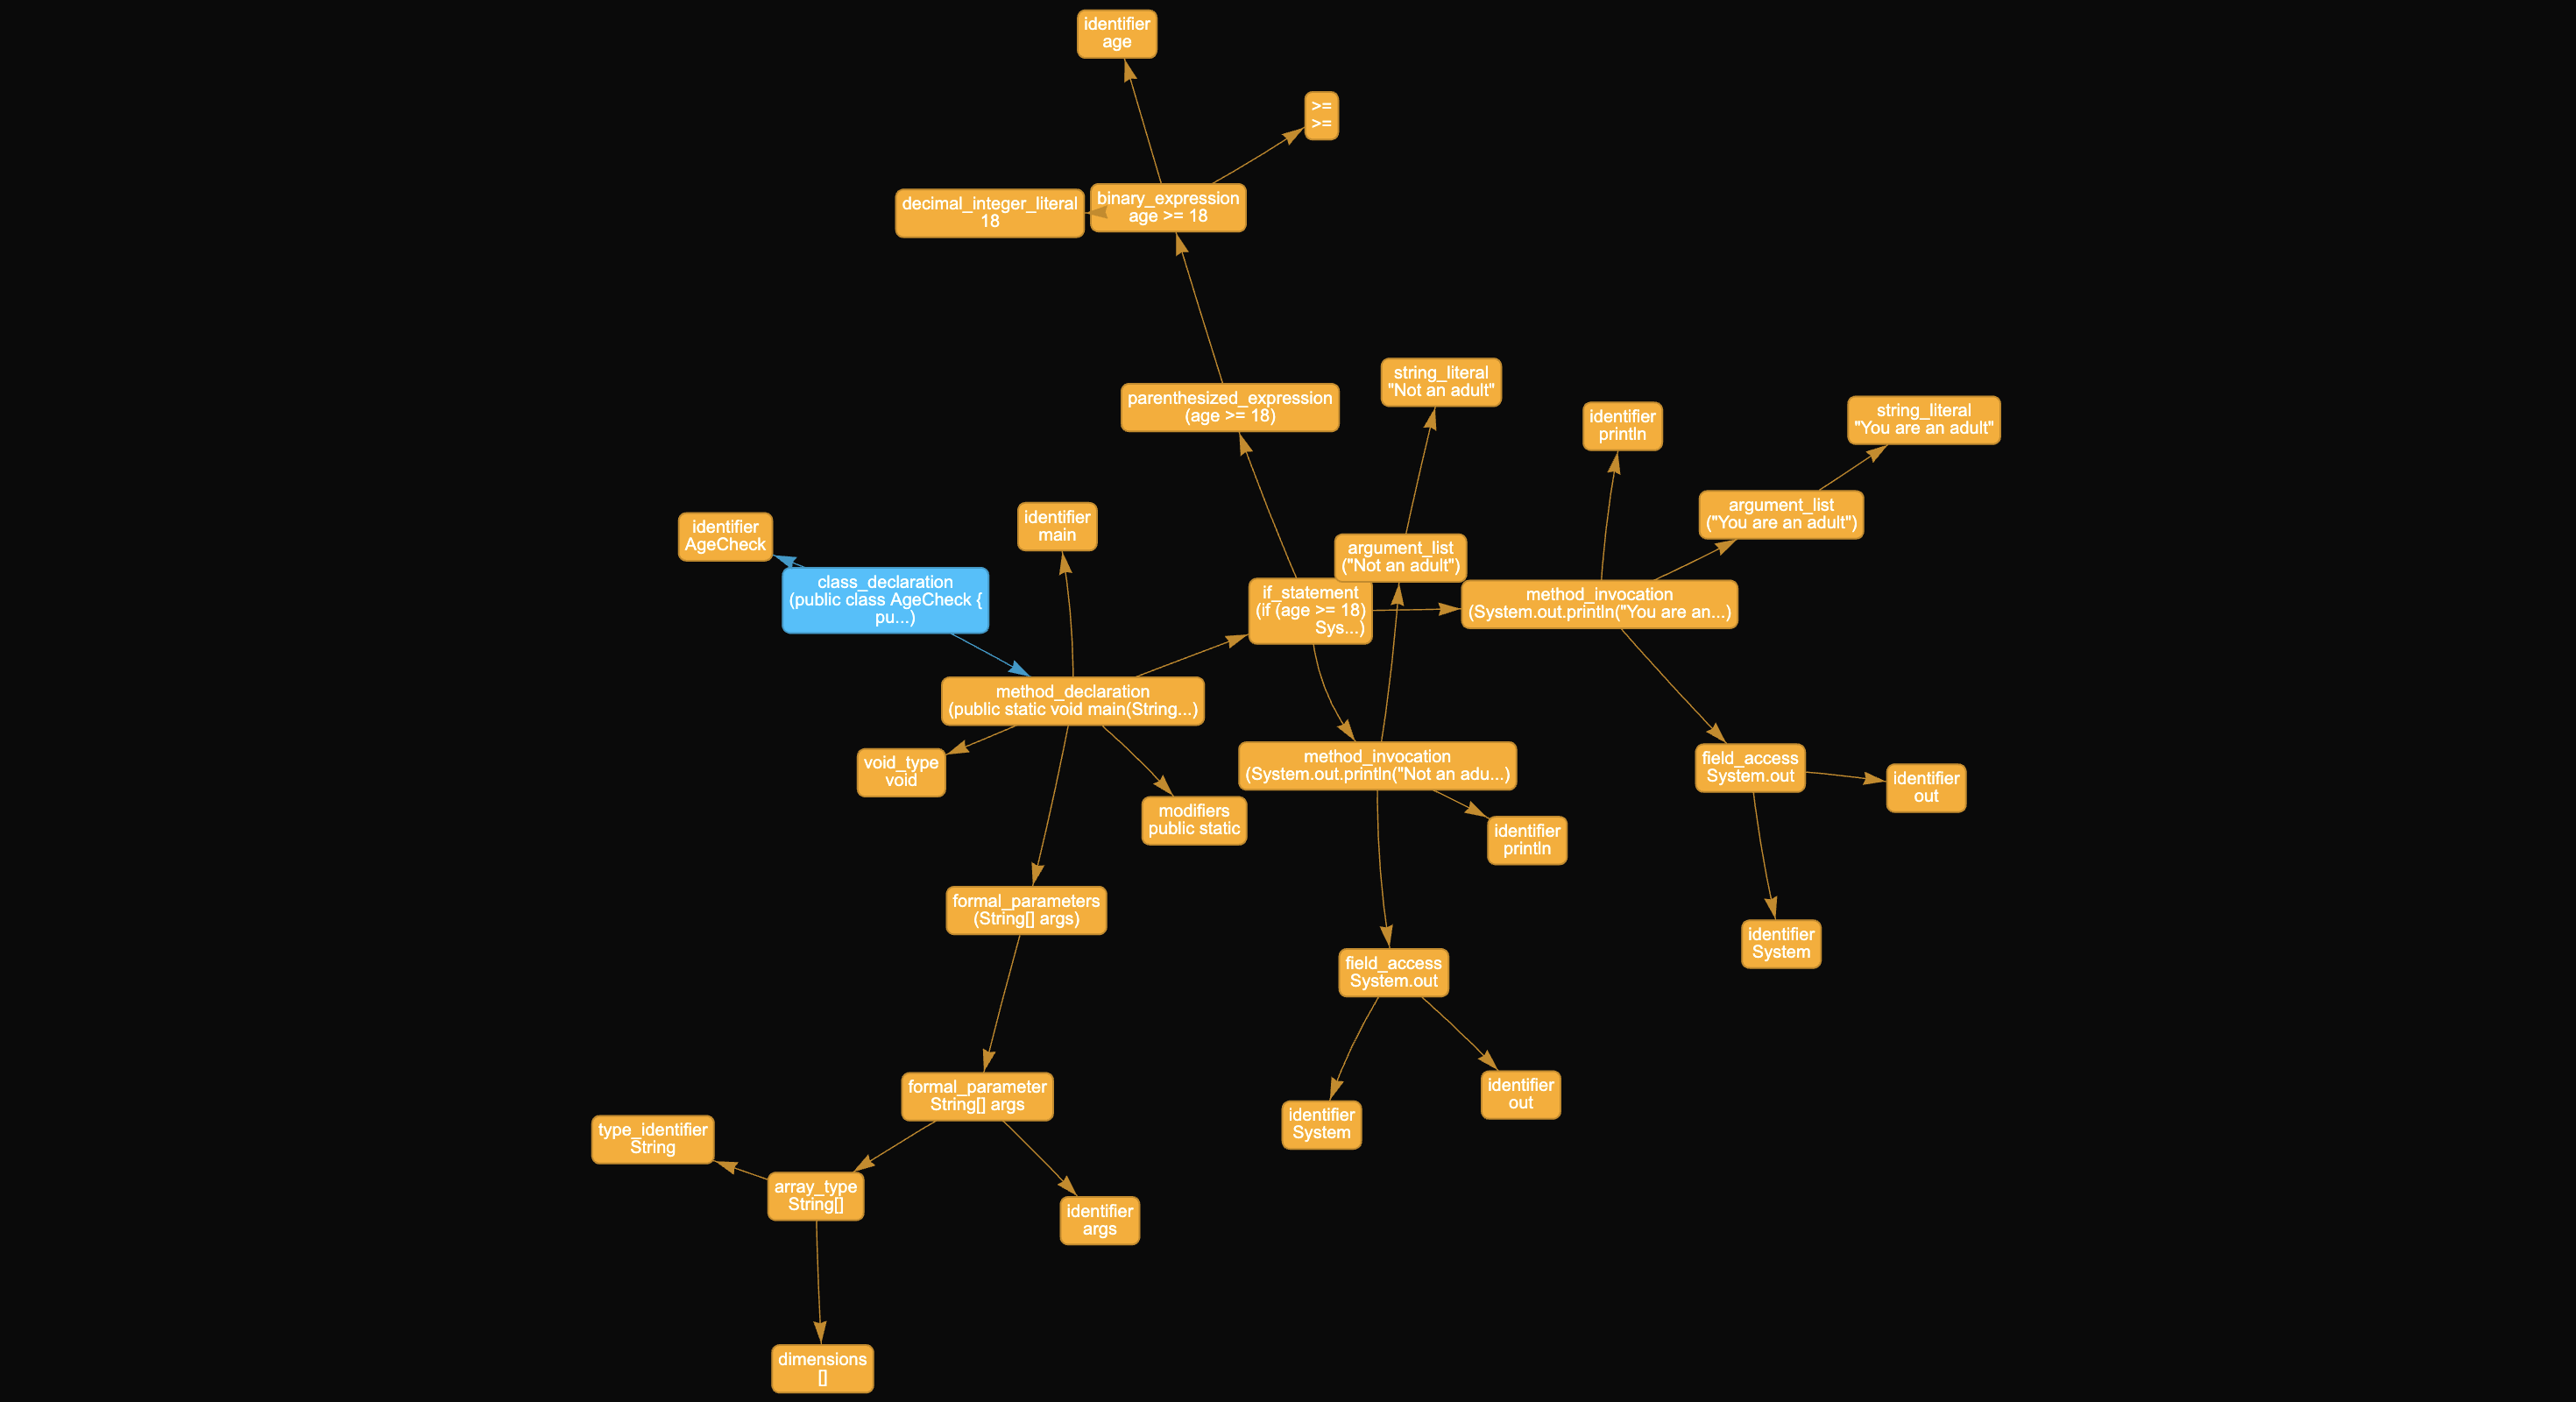 identifier
age
>=
>=
decimal_integer_literal
18
binary_expression
age >= 18
parenthesized_expression
(age >= 18)
string_literal
"Not an adult"
identifier
println
string_literal
"You are an adult"
argument_list
("You are an adult")
identifier
AgeCheck
identifier
main
argument_list
("Not an adult")
class_declaration
(public class AgeCheck {
pu...)
if_statement
(if (age >= 18)
Sys...)
method_invocation
(System.out.println("You are an...)
method_declaration
(public static void main(String...)
void_type
void
modifiers
public static
method_invocation
(System.out.println("Not an adu...)
identifier
println
field_access
System.out
identifier
out
formal_parameters
(String[] args)
identifier
System
field_access
System.out
formal_parameter
String[] args
identifier
out
identifier
System
type_identifier
String
array_type
String[]
identifier
args
dimensions
[]